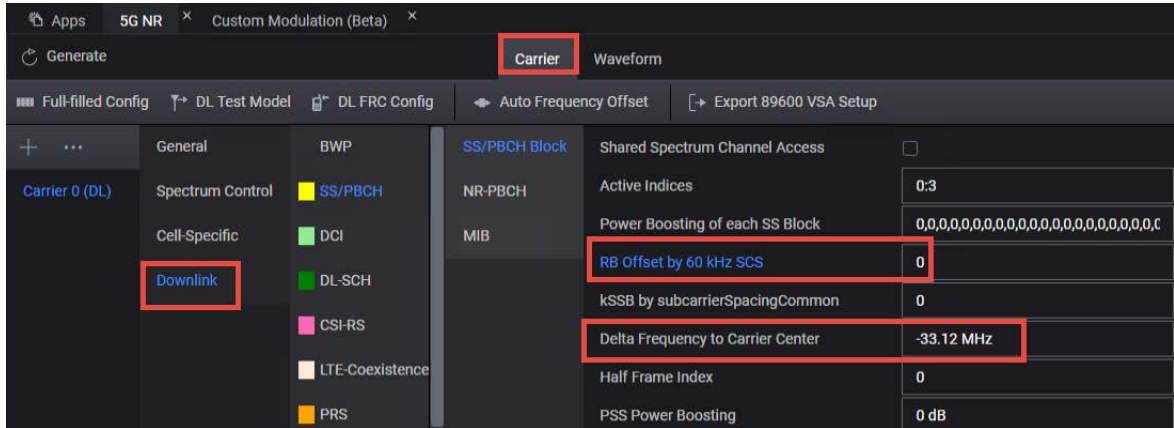 Apps 5G NR × Custom Modulation (Beta) ×
Generate Carrier Waveform
Full-filled Config DL Test Model DL FRC Config Auto Frequency Offset Export 89600 VSA Setup
+ ...
Carrier 0 (DL)
General
Spectrum Control
Cell-Specific
Downlink
BWP
SS/PBCH
DCI
DL-SCH
CSI-RS
LTE-Coexistence
PRS
SS/PBCH Block
NR-PBCH
MIB
Shared Spectrum Channel Access
Active Indices 0:3
Power Boosting of each SS Block 0,0,0,0,0,0,0,0,0,0,0,0,0,0,0,0,0,0,0,0,0,
RB Offset by 60 kHz SCS 0
kSSB by subcarrierSpacingCommon 0
Delta Frequency to Carrier Center -33.12 MHz
Half Frame Index 0
PSS Power Boosting 0 dB